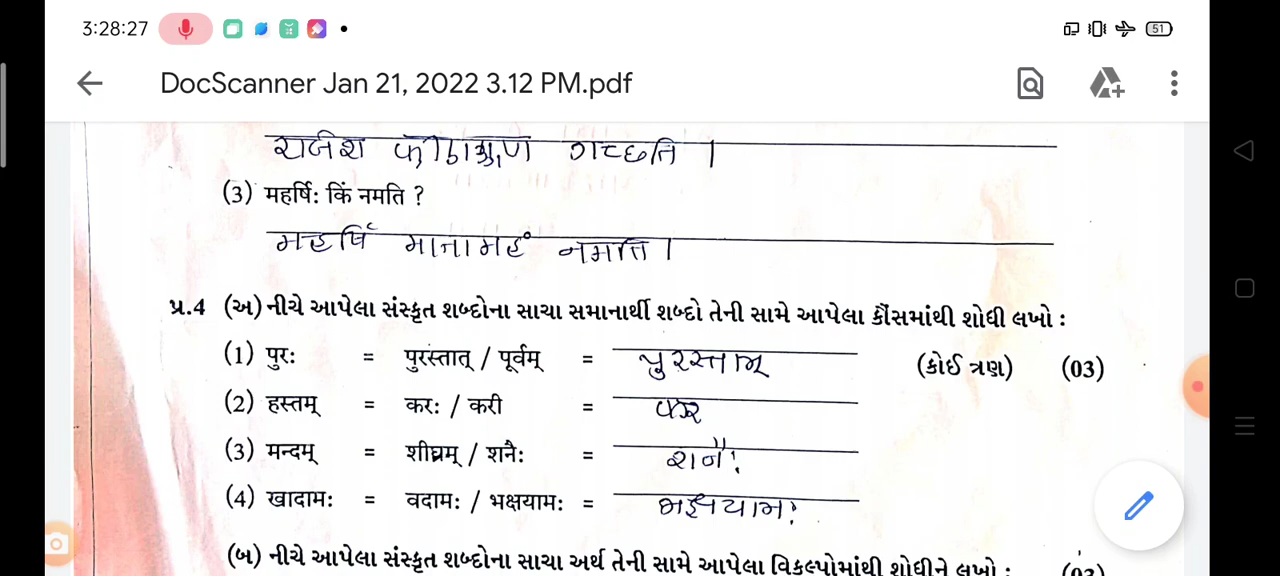 3:28:27 51
DocScanner Jan 21, 2022 3.12 PM.pdf
राजेश गच्छति ।
(3) महर्षिः किं नमति ?
महर्षि मातामहं नमति ।
પ્ર.4 (અ) નીચે આપેલા સંસ્કૃત શબ્દોના સાચા સમાનાર્થી શબ્દો તેની સામે આપેલા કૌંસમાંથી શોધી લખો :
(1) पुरः = पुरस्तात् / पूर्वम् = पुरस्ताम् (કોઈ ત્રણ) (03)
(2) हस्तम् = करः / करी = कर
(3) मन्दम् = शीघ्रम् / शनैः = शनैः
(4) खादामः = वदामः / भक्षयामः = भक्षयामः
(બ) નીચે આપેલા સંસ્કૃત શબ્દોના સાચા અર્થ તેની સામે આપેલા વિકલ્પોમાંથી શોધીને લખો :